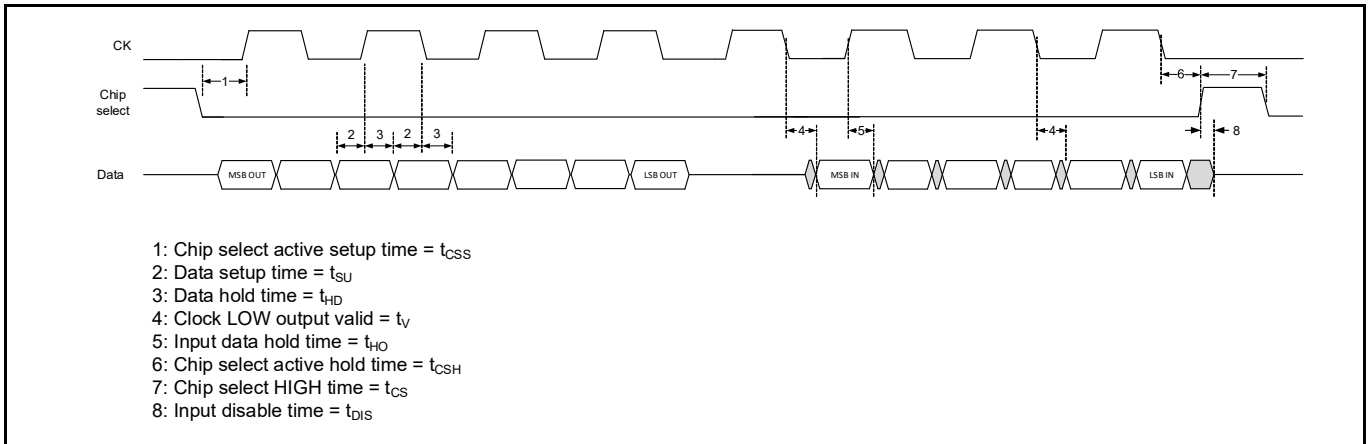 CK
1
6
7
Chip
select
2
3
2
3
4
5
4
8
Data
MSB OUT
LSB OUT
MSB IN
LSB IN
1: Chip select active setup time = tCSS
2: Data setup time = tSU
3: Data hold time = tHD
4: Clock LOW output valid = tV
5: Input data hold time = tHO
6: Chip select active hold time = tCSH
7: Chip select HIGH time = tCS
8: Input disable time = tDIS